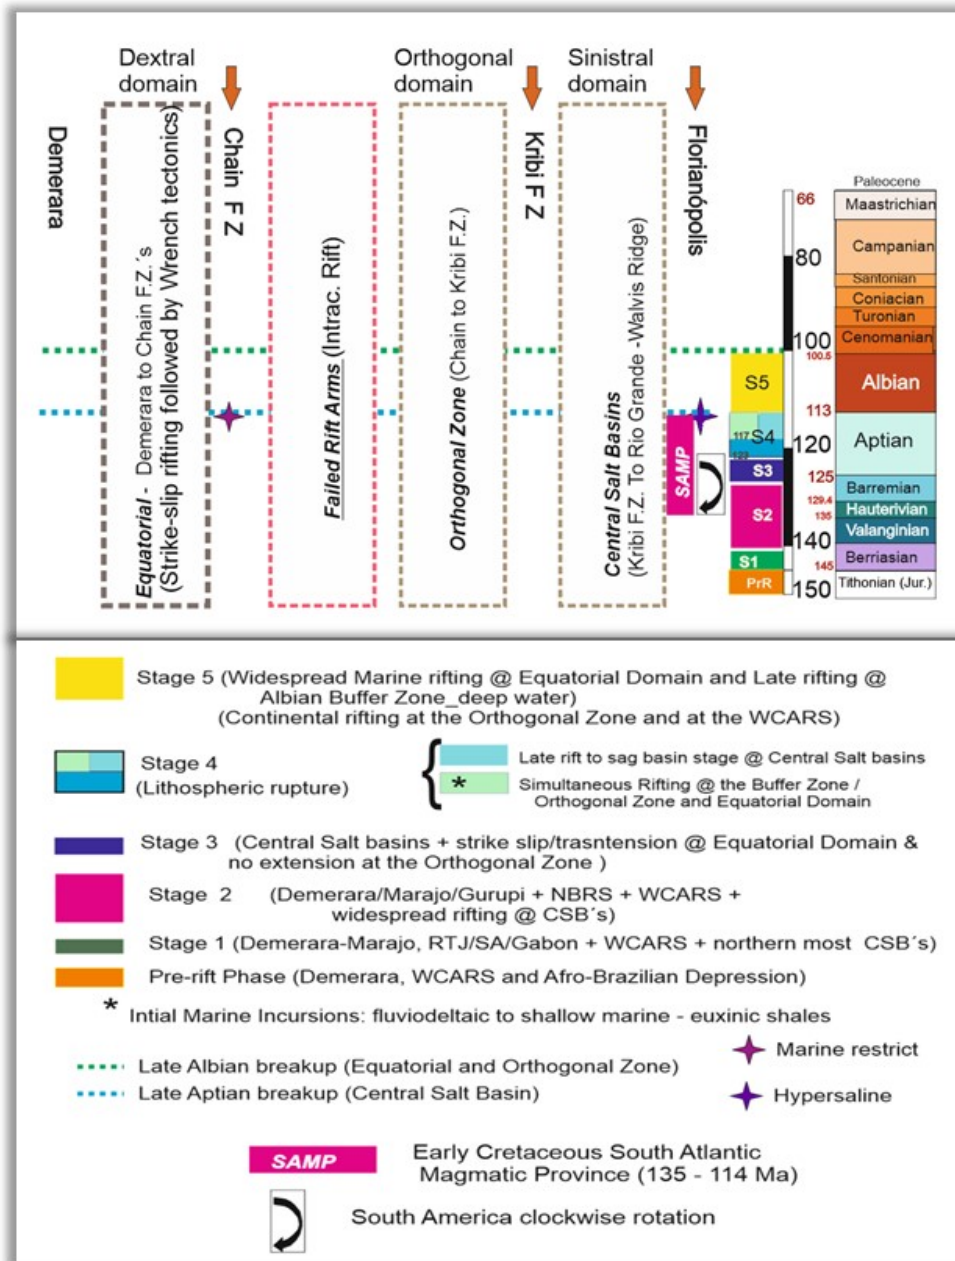 Dextral
domain
Orthogonal
domain
Sinistral
domain
Demerara
Equatorial - Demerara to Chain F.Z.´s
(Strike-slip rifting followed by Wrench tectonics)
Chain F Z
Failed Rift Arms (Intrac. Rift)
Orthogonal Zone (Chain to Kribi F.Z.)
Kribi F Z
Central Salt Basins
(Kribi F.Z. To Rio Grande -Walvis Ridge)
Florianópolis
SAMP
S5
117 S4
123
S3
S2
S1
PrR
66
80
100
100.5
113
120
125
129.4
135
140
145
150
Paleocene
Maastrichian
Campanian
Santonian
Coniacian
Turonian
Cenomanian
Albian
Aptian
Barremian
Hauterivian
Valanginian
Berriasian
Tithonian (Jur.)
Stage 5 (Widespread Marine rifting @ Equatorial Domain and Late rifting @
Albian Buffer Zone_deep water)
(Continental rifting at the Orthogonal Zone and at the WCARS)
Stage 4
(Lithospheric rupture)
{
Late rift to sag basin stage @ Central Salt basins
* Simultaneous Rifting @ the Buffer Zone /
Orthogonal Zone and Equatorial Domain
Stage 3 (Central Salt basins + strike slip/trasntension @ Equatorial Domain &
no extension at the Orthogonal Zone )
Stage 2 (Demerara/Marajo/Gurupi + NBRS + WCARS +
widespread rifting @ CSB´s)
Stage 1 (Demerara-Marajo, RTJ/SA/Gabon + WCARS + northern most CSB´s)
Pre-rift Phase (Demerara, WCARS and Afro-Brazilian Depression)
* Intial Marine Incursions: fluviodeltaic to shallow marine - euxinic shales
Late Albian breakup (Equatorial and Orthogonal Zone)
Late Aptian breakup (Central Salt Basin)
Marine restrict
Hypersaline
SAMP
Early Cretaceous South Atlantic
Magmatic Province (135 - 114 Ma)
South America clockwise rotation